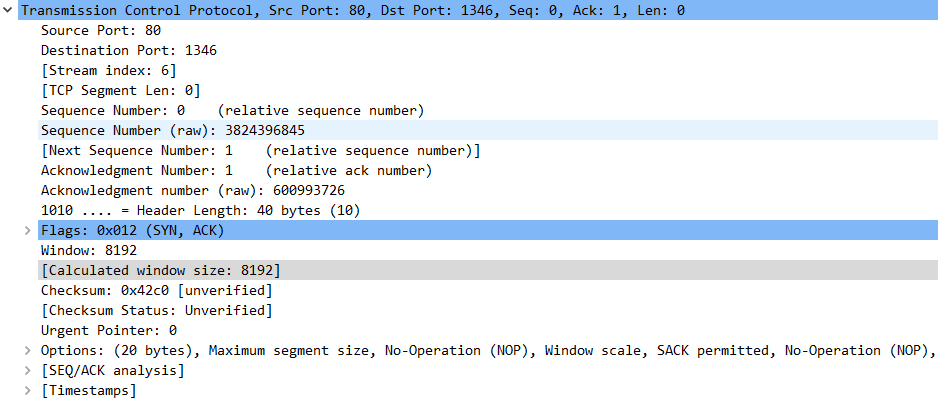 Transmission Control Protocol, Src Port: 80, Dst Port: 1346, Seq: 0, Ack: 1, Len: 0
Source Port: 80
Destination Port: 1346
[Stream index: 6]
[TCP Segment Len: 0]
Sequence Number: 0    (relative sequence number)
Sequence Number (raw): 3824396845
[Next Sequence Number: 1    (relative sequence number)]
Acknowledgment Number: 1    (relative ack number)
Acknowledgment number (raw): 600993726
1010 .... = Header Length: 40 bytes (10)
Flags: 0x012 (SYN, ACK)
Window: 8192
[Calculated window size: 8192]
Checksum: 0x42c0 [unverified]
[Checksum Status: Unverified]
Urgent Pointer: 0
Options: (20 bytes), Maximum segment size, No-Operation (NOP), Window scale, SACK permitted, No-Operation (NOP),
[SEQ/ACK analysis]
[Timestamps]